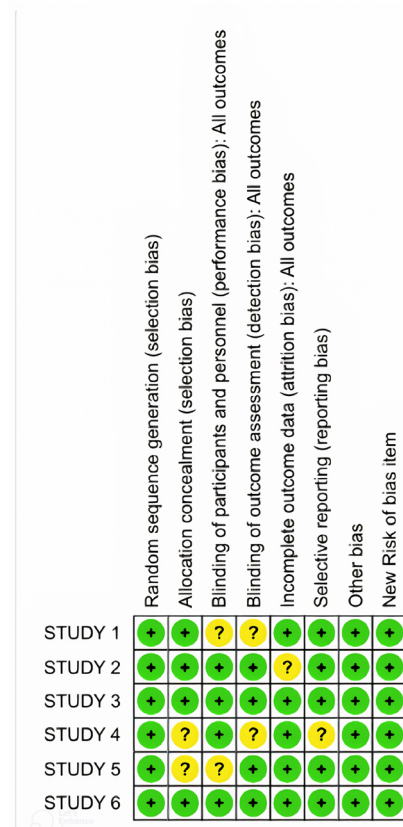 Random sequence generation (selection bias)
Allocation concealment (selection bias)
Blinding of participants and personnel (performance bias): All outcomes
Blinding of outcome assessment (detection bias): All outcomes
Incomplete outcome data (attrition bias): All outcomes
Selective reporting (reporting bias)
Other bias
New Risk of bias item
STUDY 1 + + ? ? + + + +
STUDY 2 + + + + ? + + +
STUDY 3 + + + + + + + +
STUDY 4 + ? + ? + ? + +
STUDY 5 + ? ? + + + + +
STUDY 6 + + + + + + + +